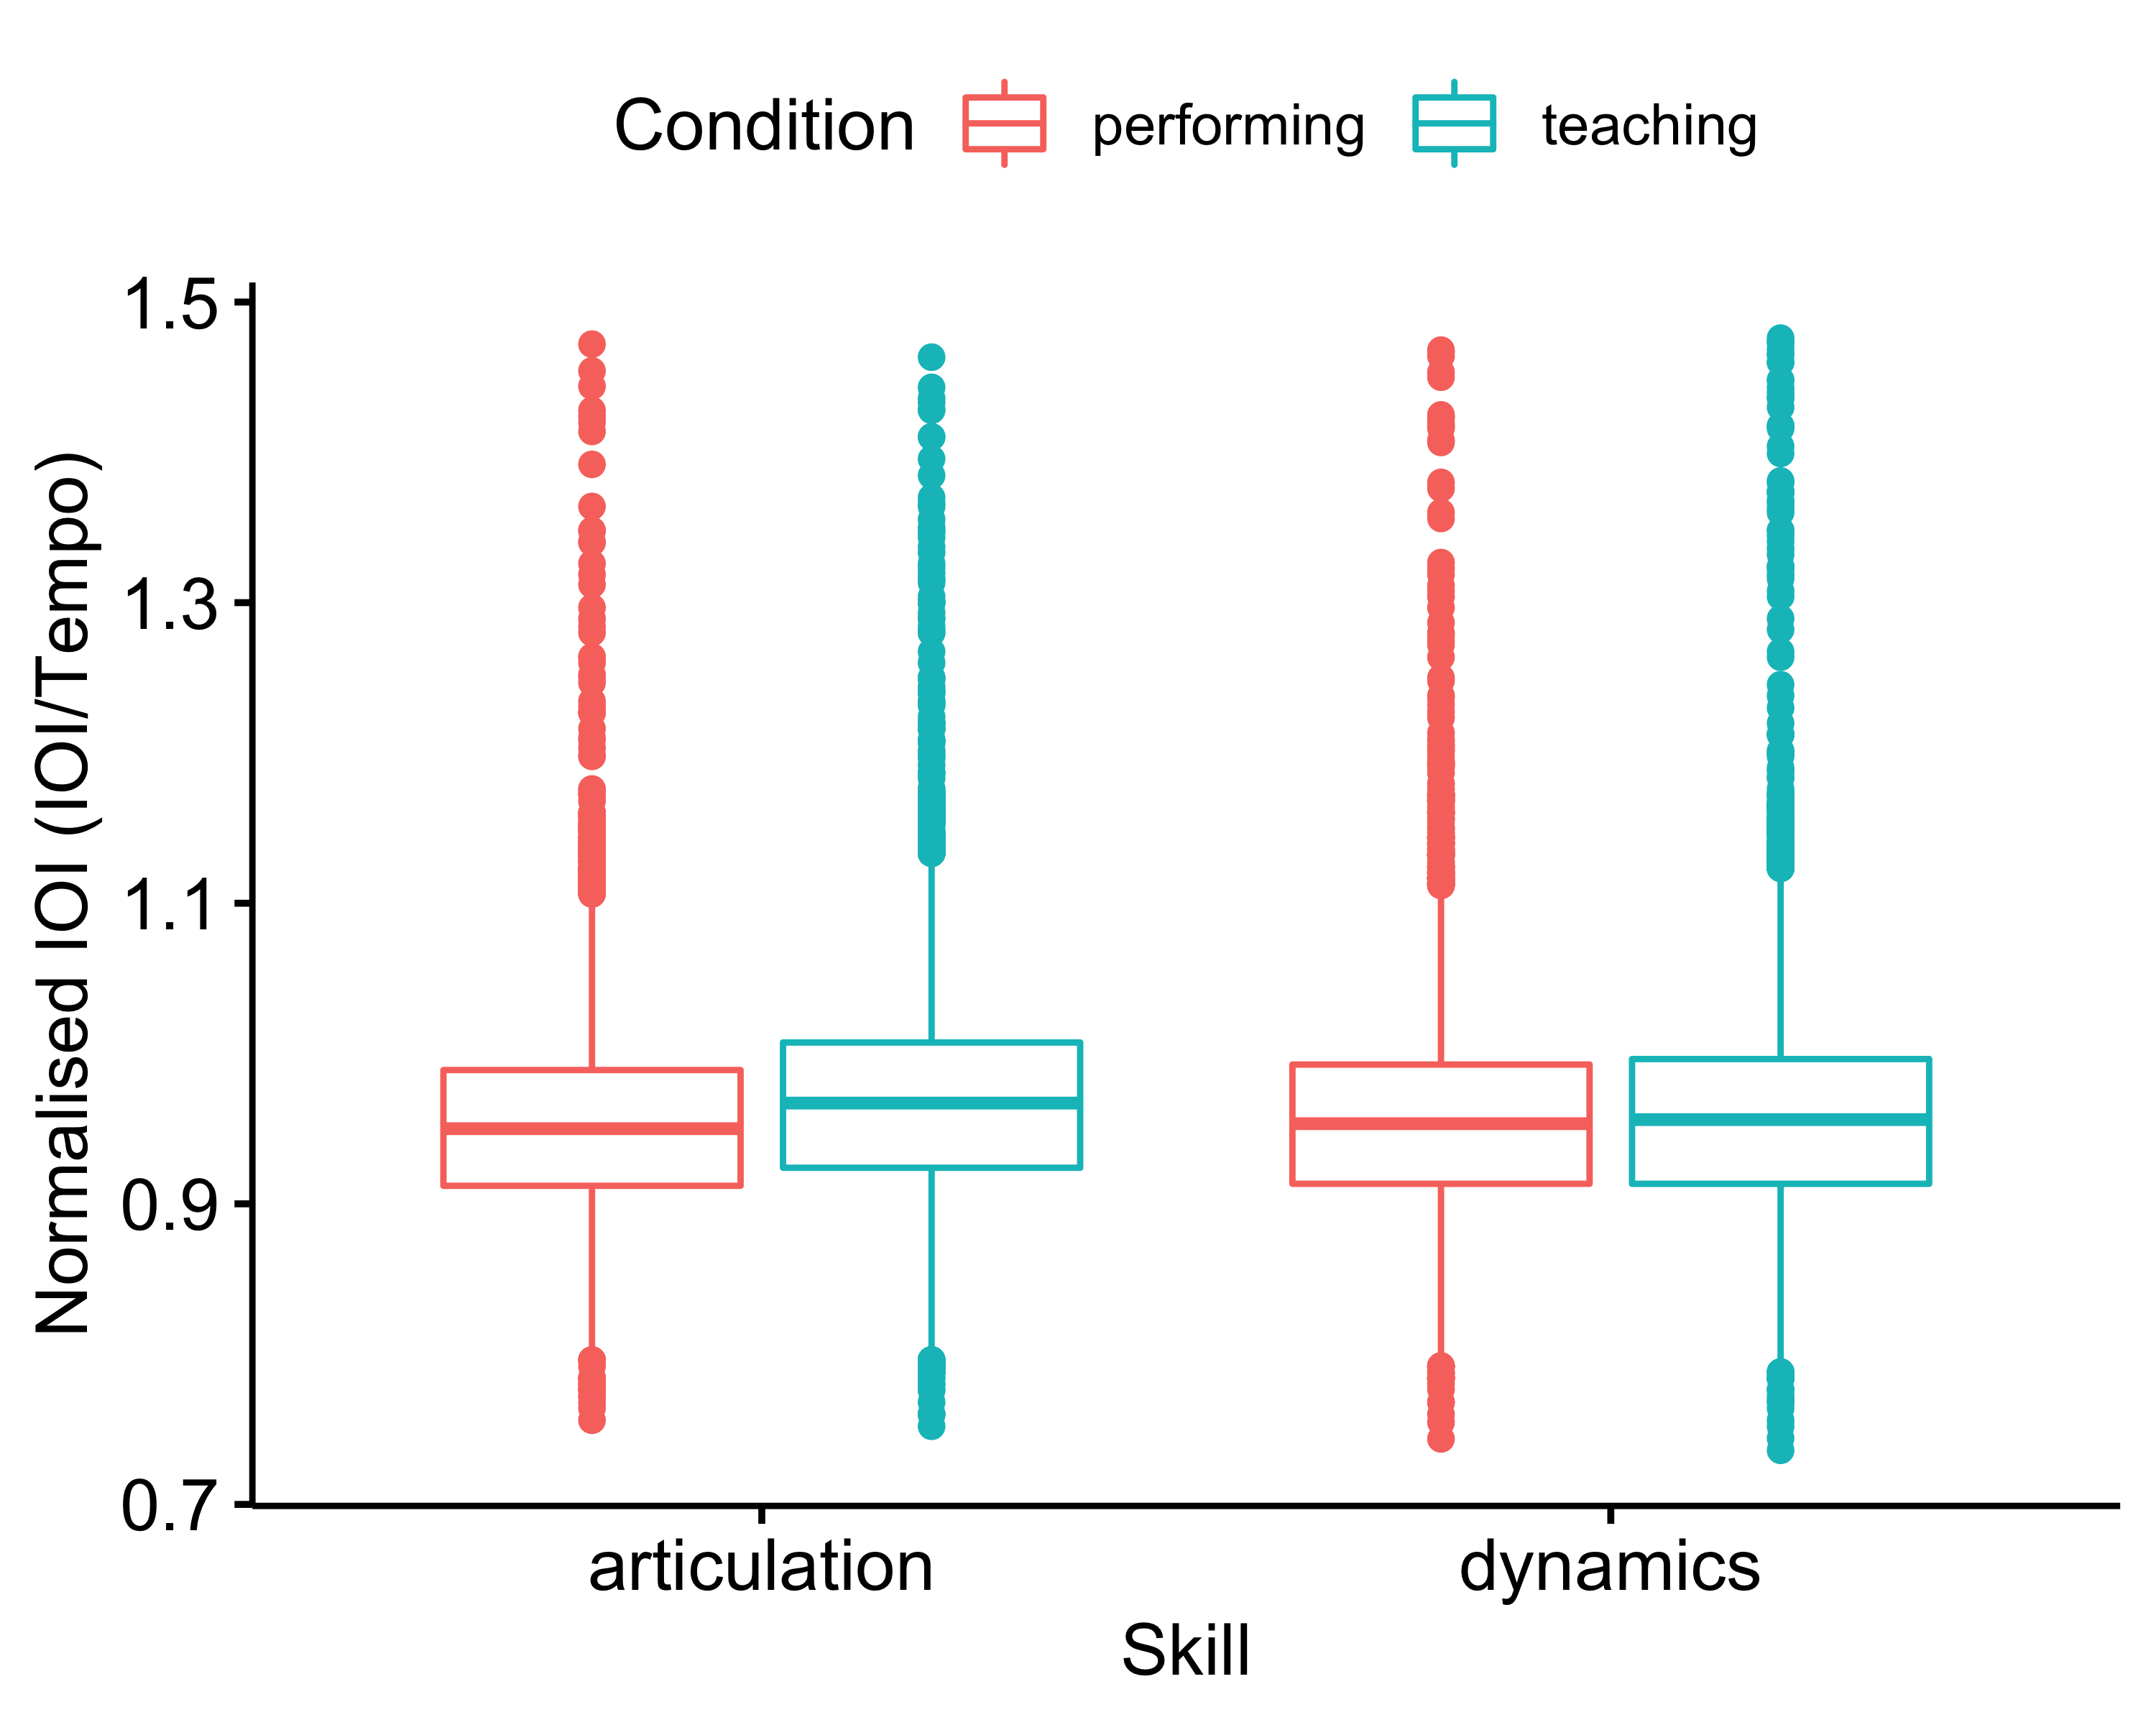 Condition performing teaching
Normalised IOI (IOI/Tempo)
1.5
1.3
1.1
0.9
0.7
articulation dynamics
Skill